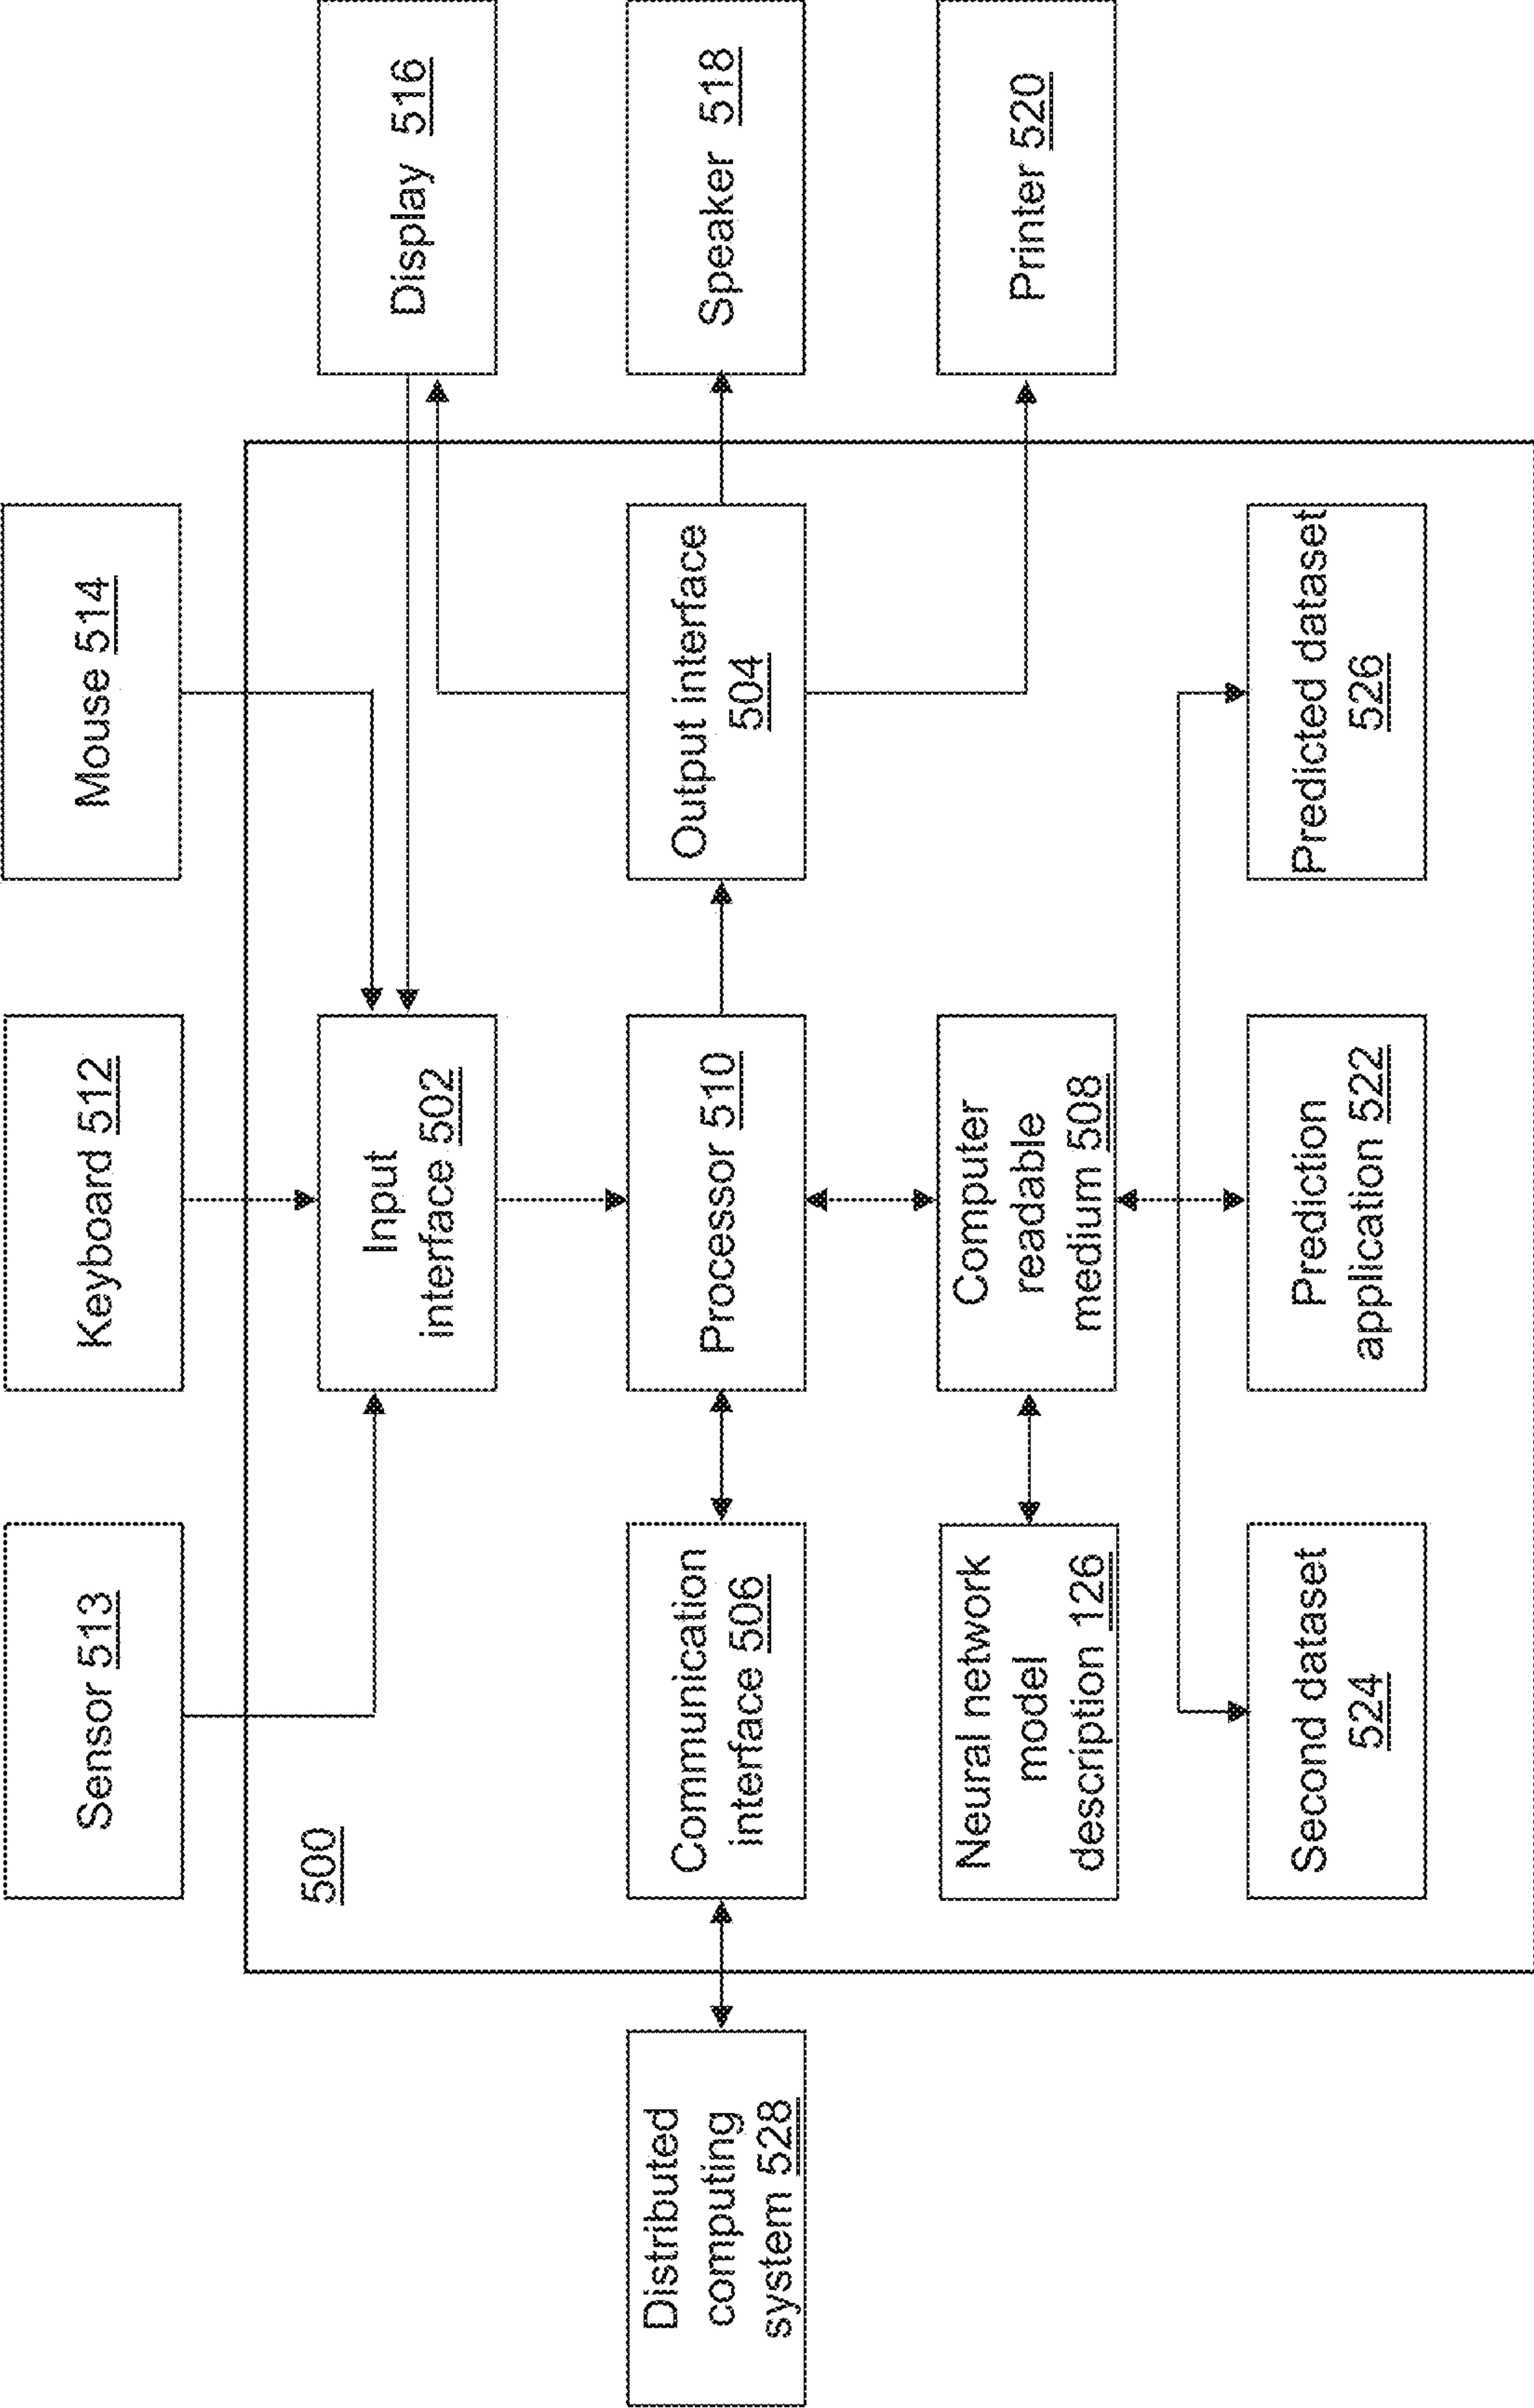 Sensor 513
Keyboard 512
Mouse 514
500
Input
interface 502
Display 516
Distributed
computing
system 528
Communication
interface 506
Processor 510
Output interface
504
Speaker 518
Neural network
model
description 126
Computer
readable
medium 508
Printer 520
Second dataset
524
Prediction
application 522
Predicted dataset
526